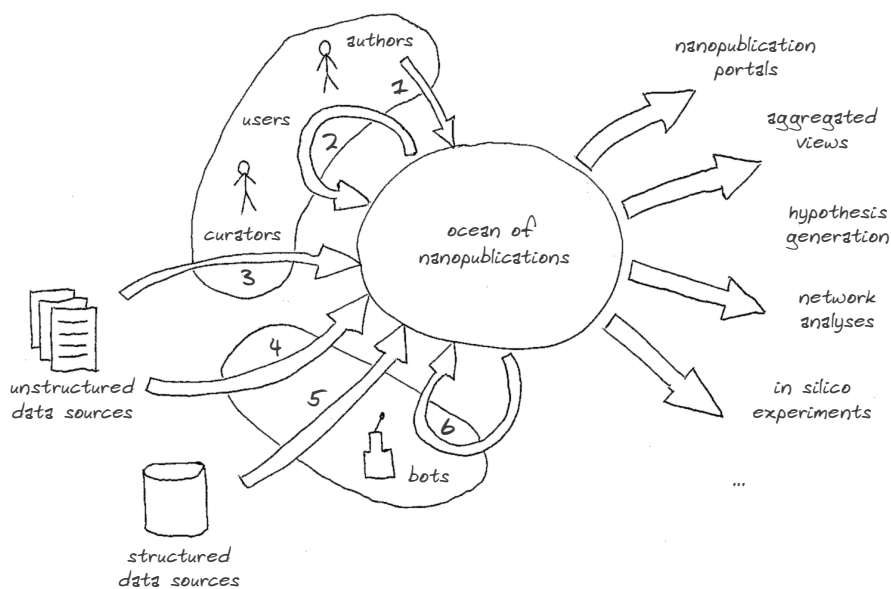 authors
1
users
2
curators
3
unstructured
data sources
4
5
6
bots
structured
data sources
ocean of
nanopublications
nanopublication
portals
aggregated
views
hypothesis
generation
network
analyses
in silico
experiments
...